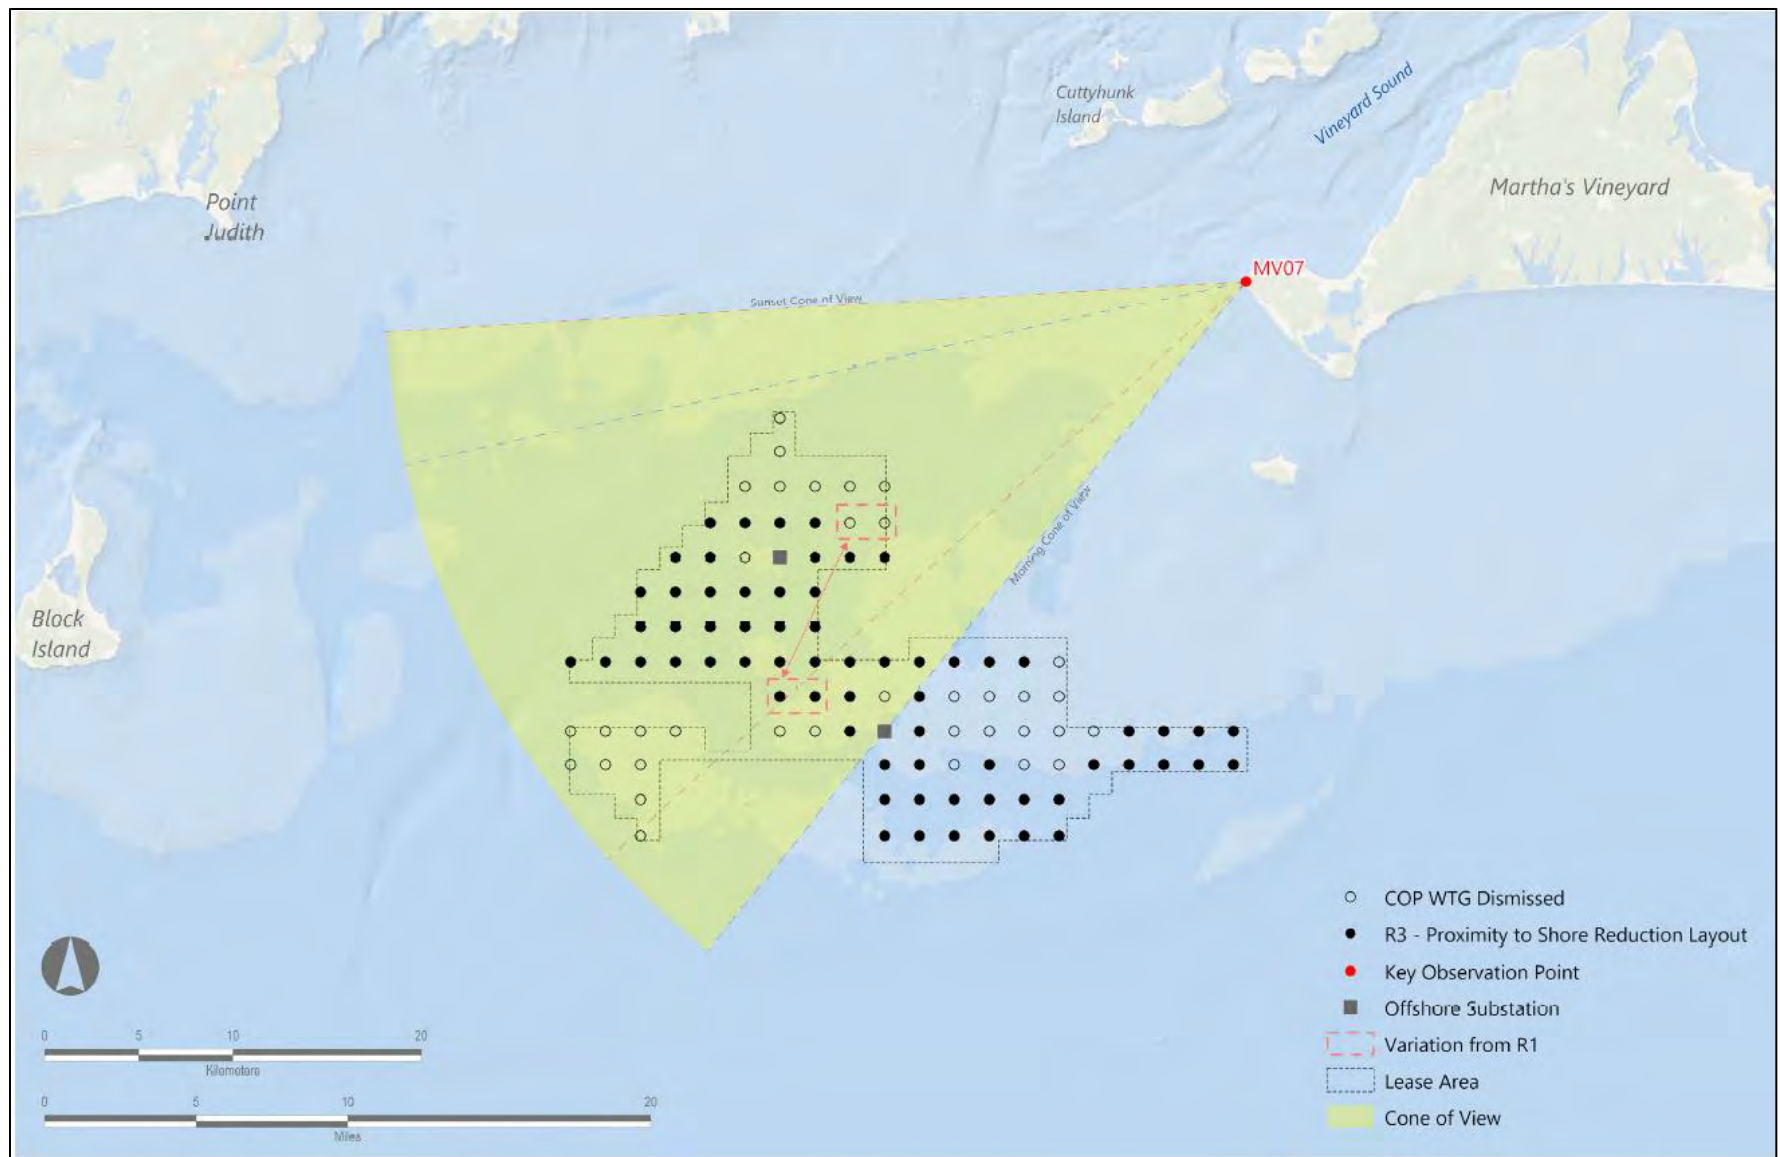 Cuttyhunk
Island
Vineyard Sound
Martha's Vineyard
Point
Judith
MV07
Sunset Cone of View
Morning Cone of View
Block
Island
COP WTG Dismissed
R3 - Proximity to Shore Reduction Layout
Key Observation Point
Offshore Substation
Variation from R1
Lease Area
Cone of View
0 5 10 20
Kilometers
0 5 10 20
Miles